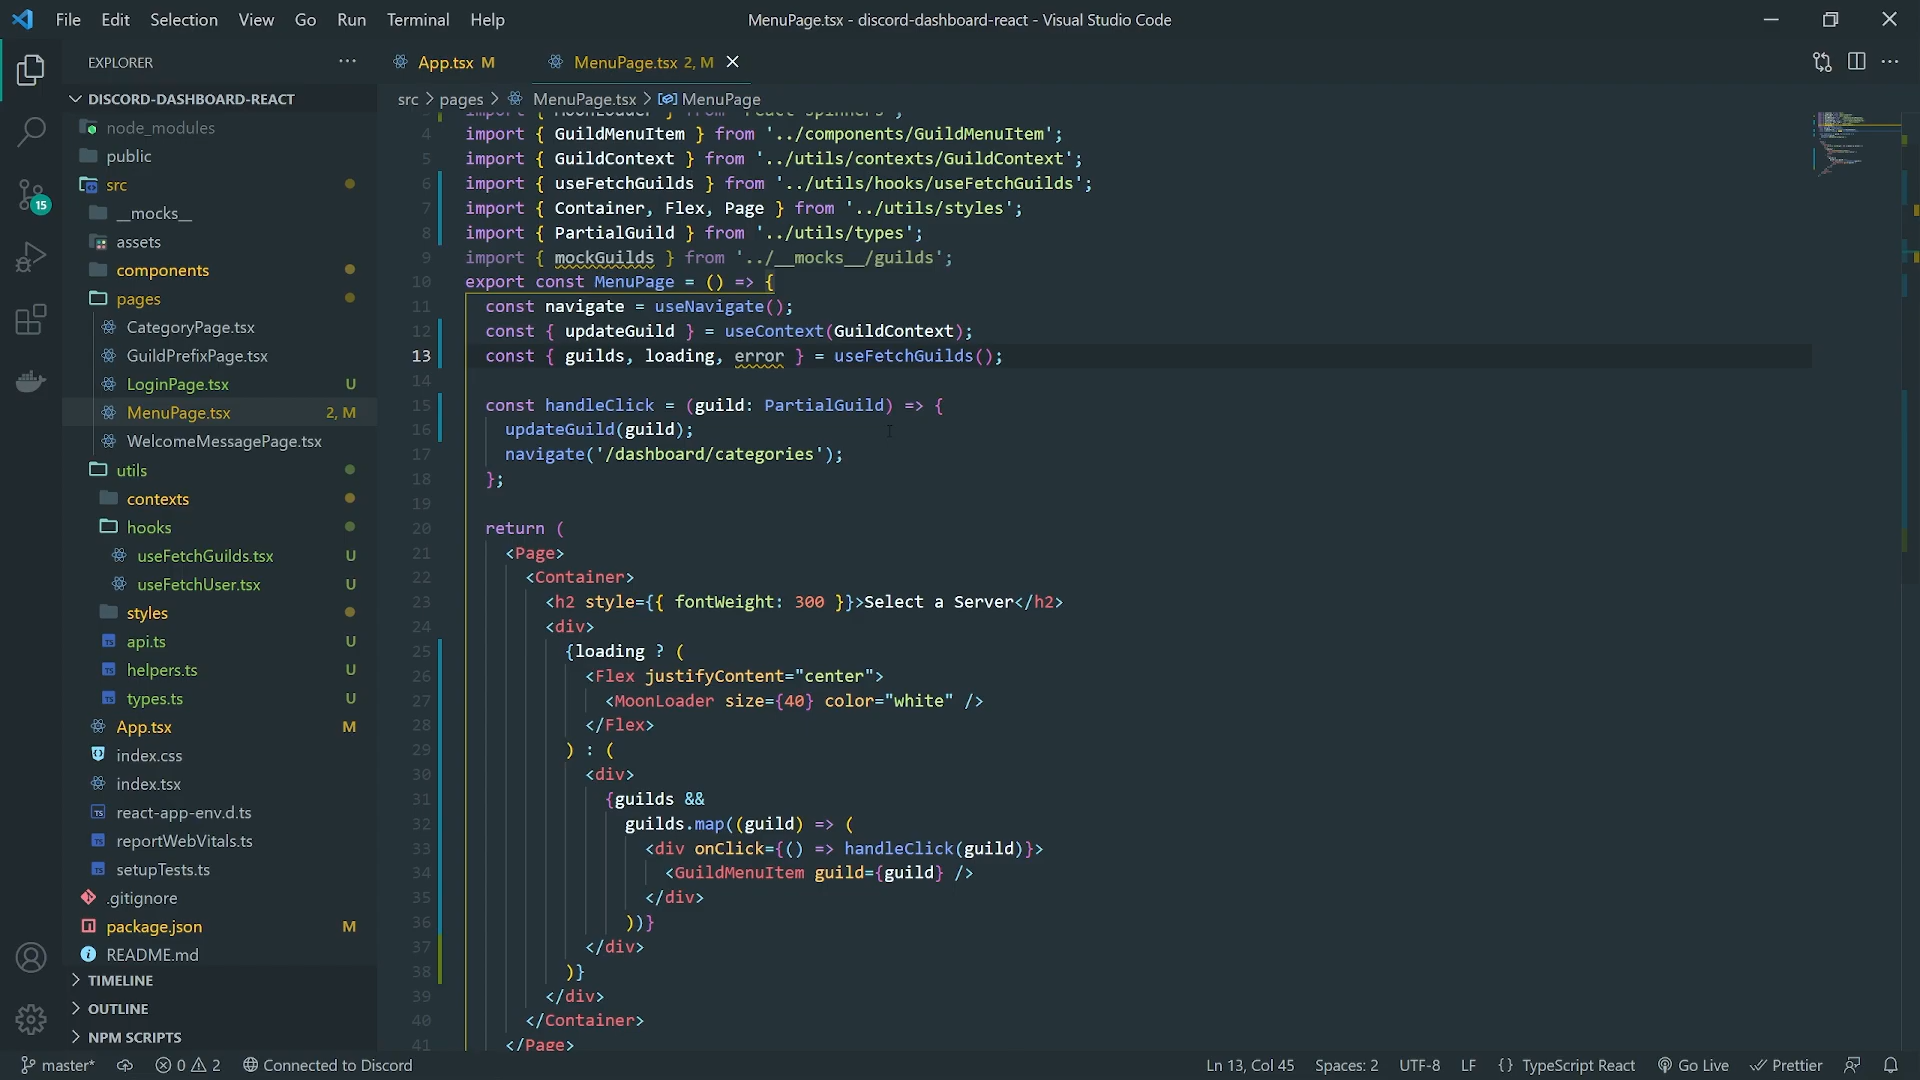 File Edit Selection View Go Run Terminal Help
MenuPage.tsx - discord-dashboard-react - Visual Studio Code
EXPLORER
DISCORD-DASHBOARD-REACT
node_modules
public
src
__mocks__
assets
components
pages
CategoryPage.tsx
GuildPrefixPage.tsx
LoginPage.tsx U
MenuPage.tsx 2, M
WelcomeMessagePage.tsx
utils
contexts
hooks
useFetchGuilds.tsx U
useFetchUser.tsx U
styles
api.ts U
helpers.ts U
types.ts U
App.tsx M
index.css
index.tsx
react-app-env.d.ts
reportWebVitals.ts
setupTests.ts
.gitignore
package.json M
README.md
TIMELINE
OUTLINE
NPM SCRIPTS
15
App.tsx M
MenuPage.tsx 2, M
src > pages > MenuPage.tsx > MenuPage
3 import { MoonLoader } from 'react-spinners';
4 import { GuildMenuItem } from '../components/GuildMenuItem';
5 import { GuildContext } from '../utils/contexts/GuildContext';
6 import { useFetchGuilds } from '../utils/hooks/useFetchGuilds';
7 import { Container, Flex, Page } from '../utils/styles';
8 import { PartialGuild } from '../utils/types';
9 import { mockGuilds } from '../__mocks__/guilds';
10 export const MenuPage = () => {
11 const navigate = useNavigate();
12 const { updateGuild } = useContext(GuildContext);
13 const { guilds, loading, error } = useFetchGuilds();
14
15 const handleClick = (guild: PartialGuild) => {
16 updateGuild(guild);
17 navigate('/dashboard/categories');
18 };
19
20 return (
21 <Page>
22 <Container>
23 <h2 style={{ fontWeight: 300 }}>Select a Server</h2>
24 <div>
25 {loading ? (
26 <Flex justifyContent="center">
27 <MoonLoader size={40} color="white" />
28 </Flex>
29 ) : (
30 <div>
31 {guilds &&
32 guilds.map((guild) => (
33 <div onClick={() => handleClick(guild)}>
34 <GuildMenuItem guild={guild} />
35 </div>
36 ))}
37 </div>
38 )}
39 </div>
40 </Container>
41 </Page>
master* 0 2 Connected to Discord
Ln 13, Col 45 Spaces: 2 UTF-8 LF {} TypeScript React Go Live Prettier